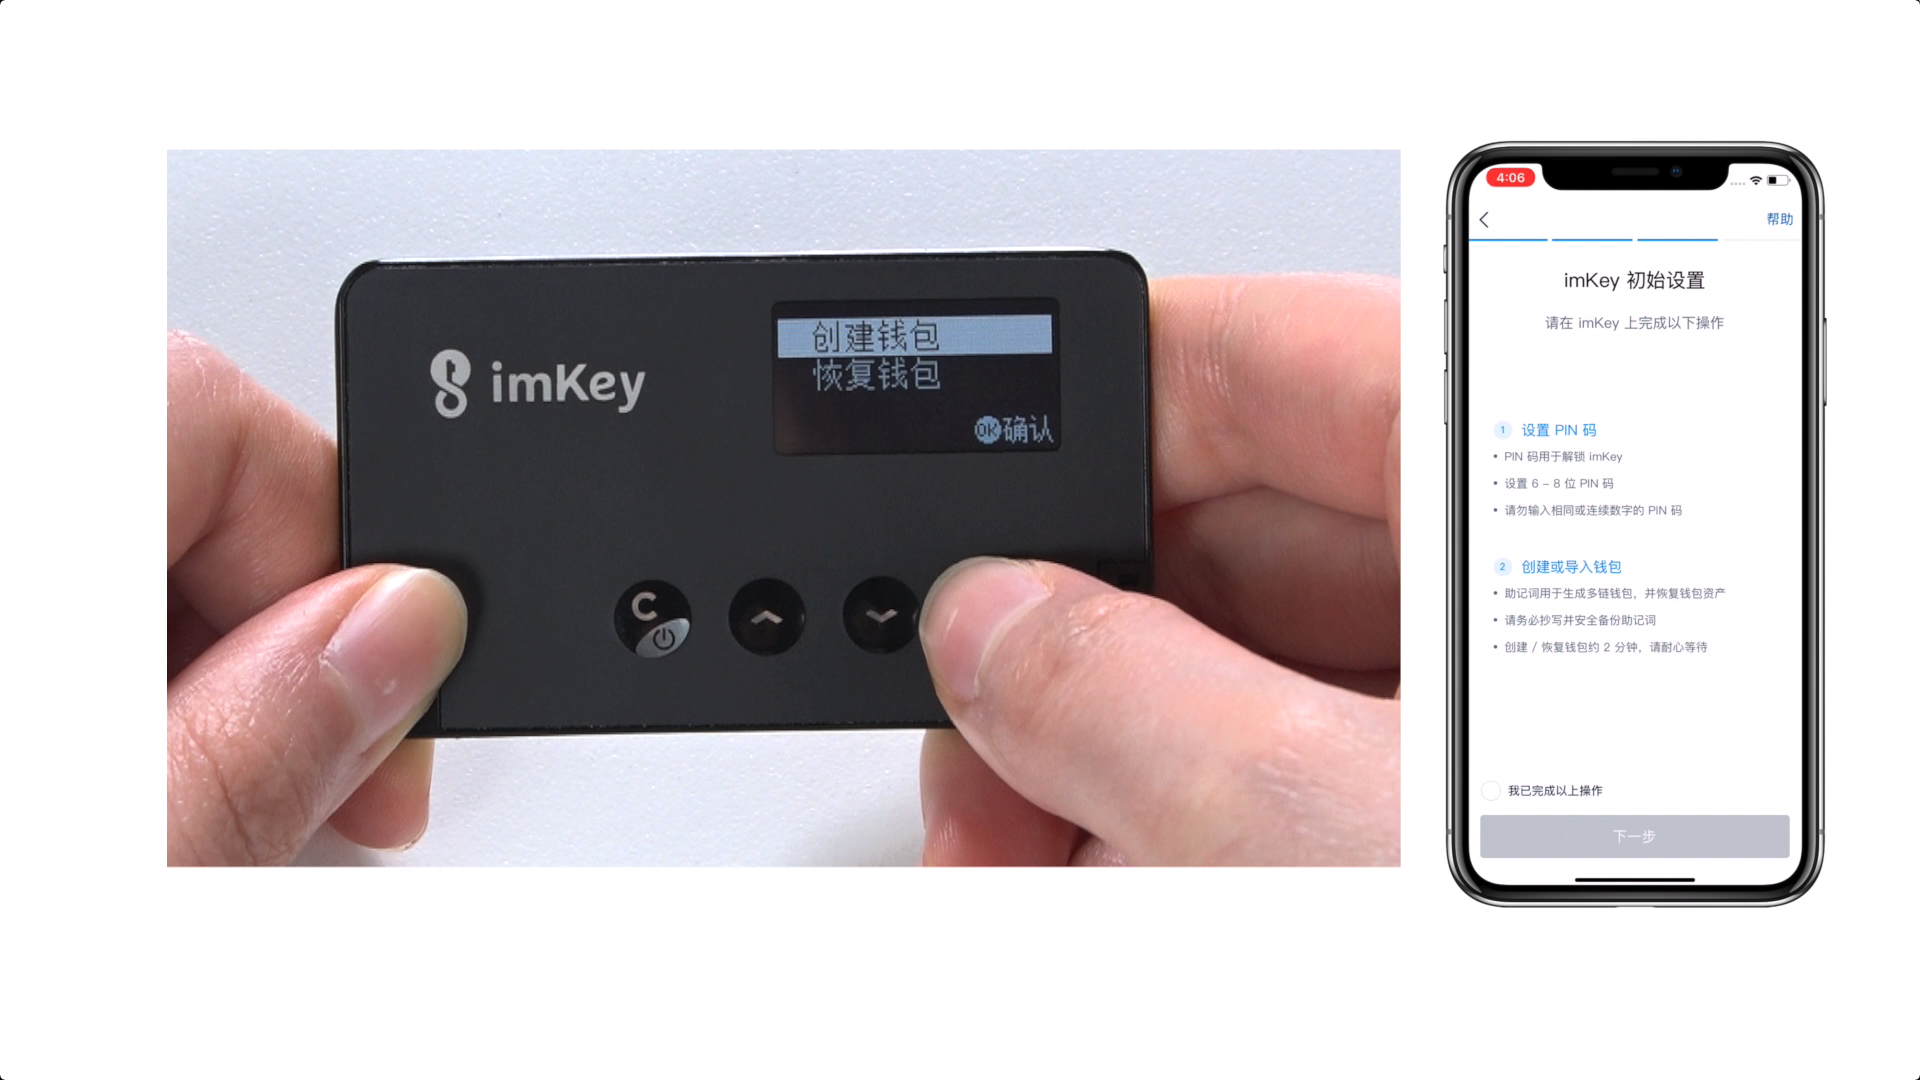 imKey
创建钱包
恢复钱包
OK确认
C
4:06
帮助
imKey 初始设置
请在 imKey 上完成以下操作
1 设置 PIN 码
• PIN 码用于解锁 imKey
• 设置 6 – 8 位 PIN 码
• 请勿输入相同或连续数字的 PIN 码
2 创建或导入钱包
• 助记词用于生成多链钱包，并恢复钱包资产
• 请务必抄写并安全备份助记词
• 创建 / 恢复钱包约 2 分钟，请耐心等待
我已完成以上操作
下一步